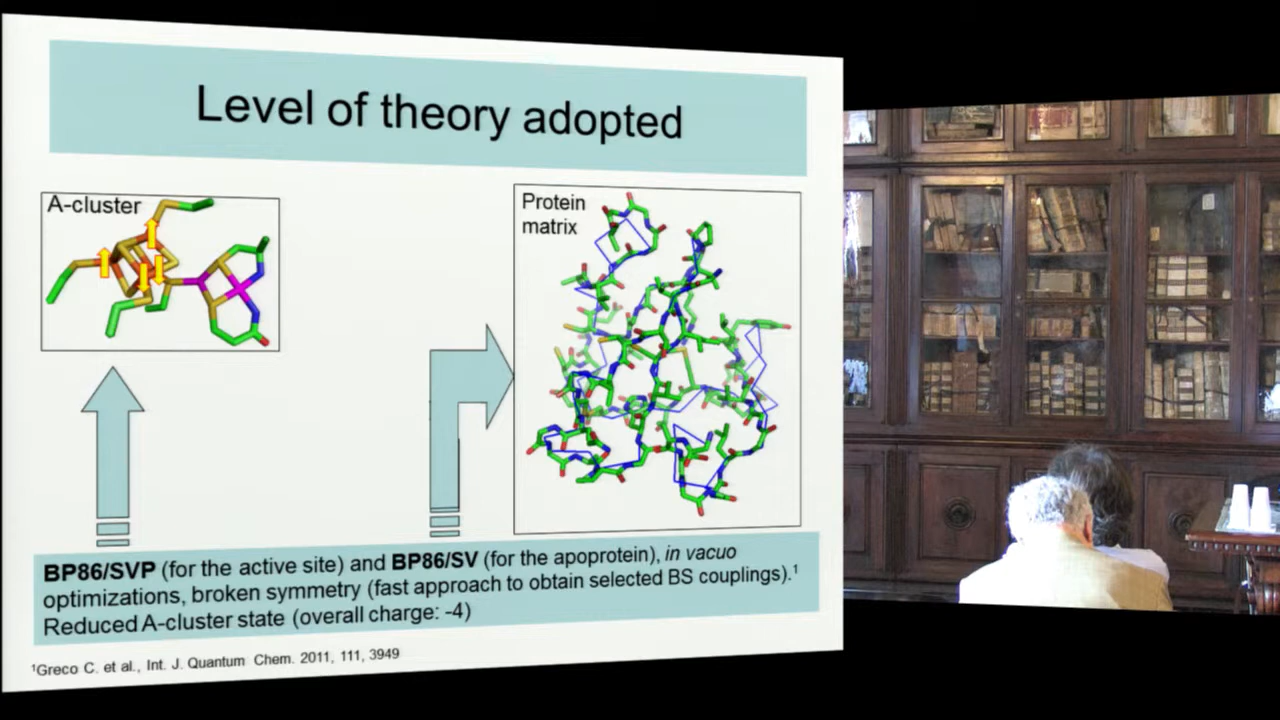 Level of theory adopted
A-cluster
Protein
matrix
BP86/SVP (for the active site) and BP86/SV (for the apoprotein), in vacuo
optimizations, broken symmetry (fast approach to obtain selected BS couplings).¹
Reduced A-cluster state (overall charge: -4)
¹Greco C. et al., Int. J. Quantum Chem. 2011, 111, 3949